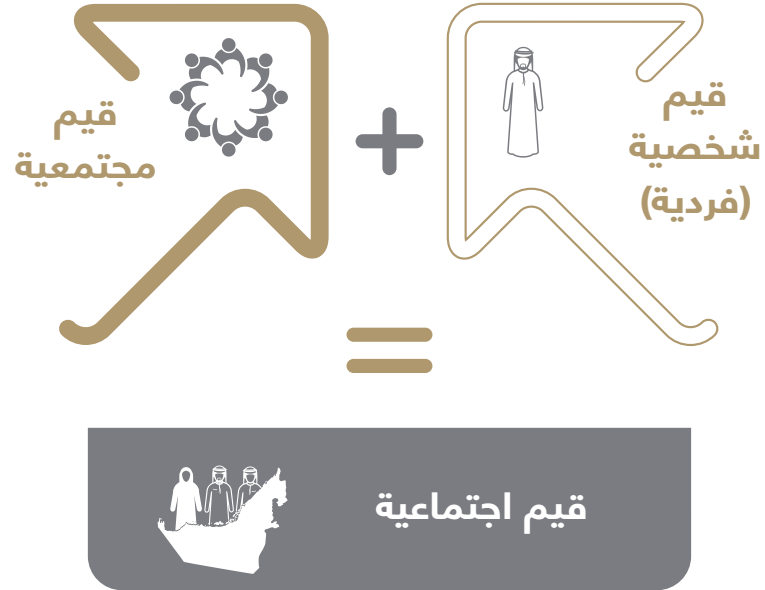 قيم
شخصية
(فردية)
+
قيم
مجتمعية
=
قيم اجتماعية